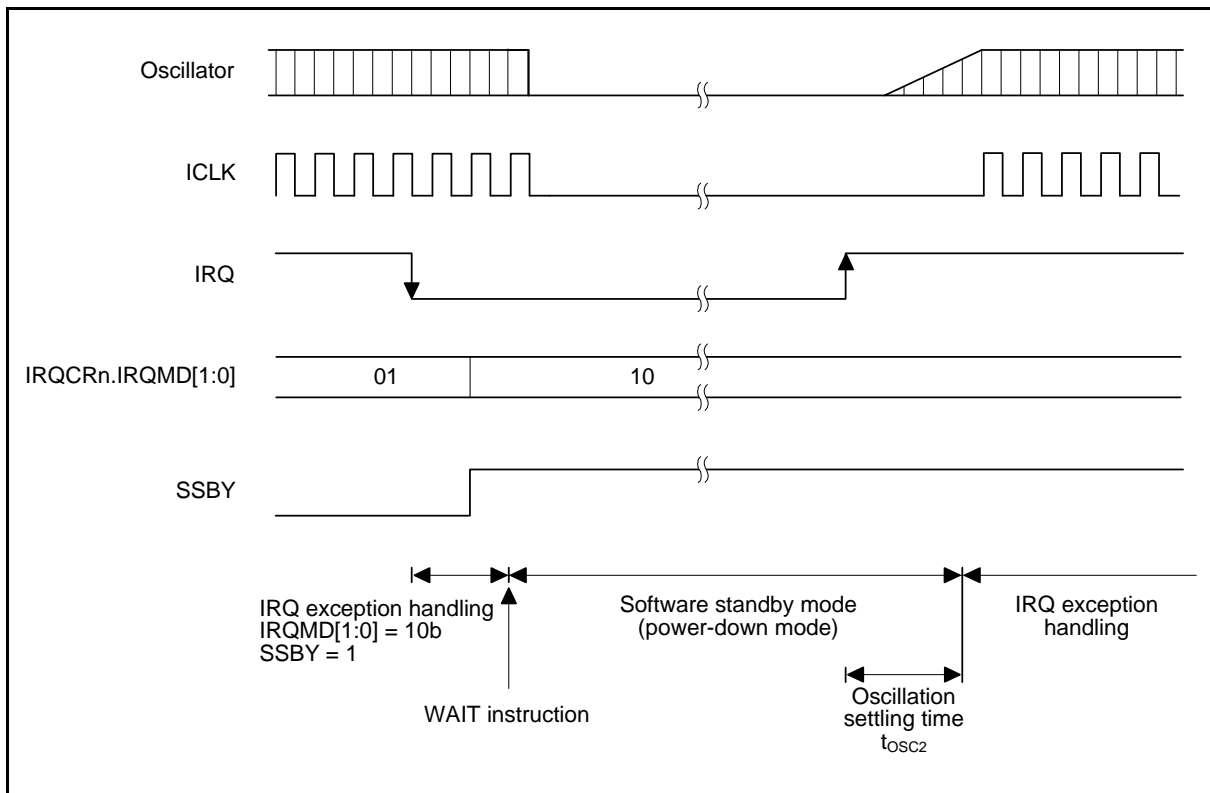 Oscillator
ICLK
IRQ
IRQCRn.IRQMD[1:0]
01
10
SSBY
IRQ exception handling
IRQMD[1:0] = 10b
SSBY = 1
WAIT instruction
Software standby mode
(power-down mode)
Oscillation
settling time
tOSC2
IRQ exception
handling